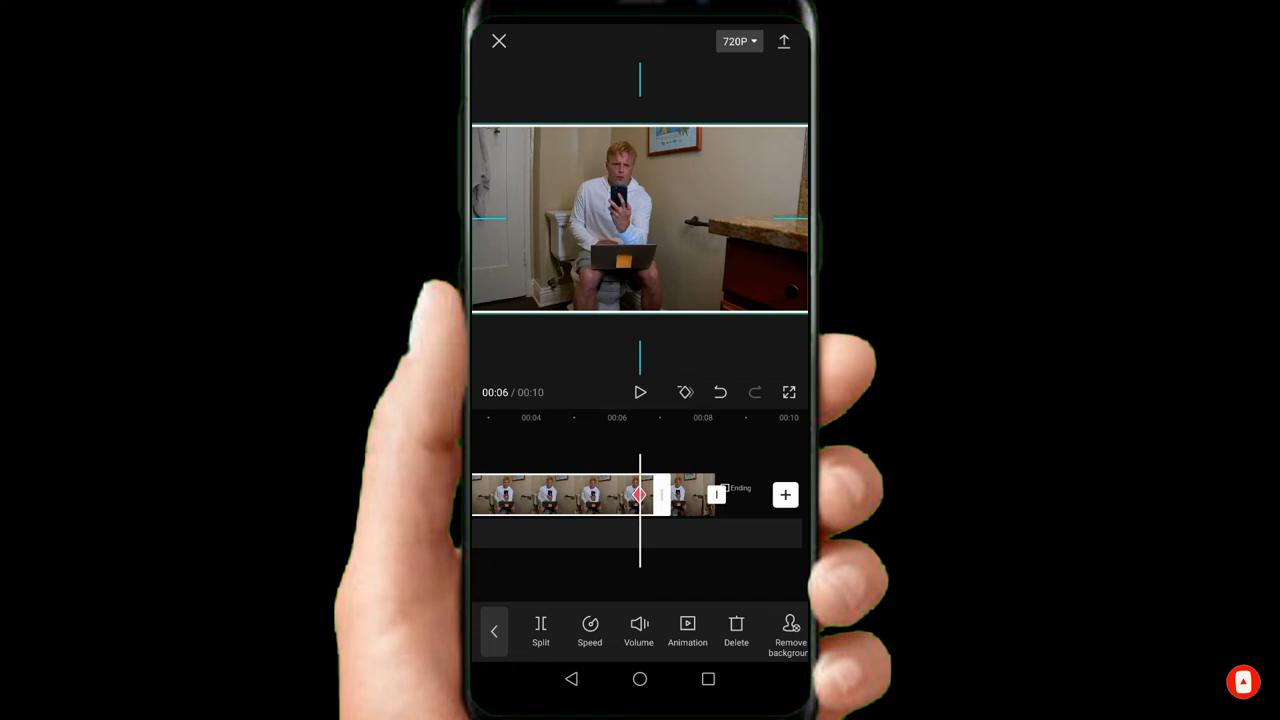 720P
00:06 / 00:10
00:04 00:06 00:08 00:10
Ending
Split Speed Volume Animation Delete Remove
backgroun